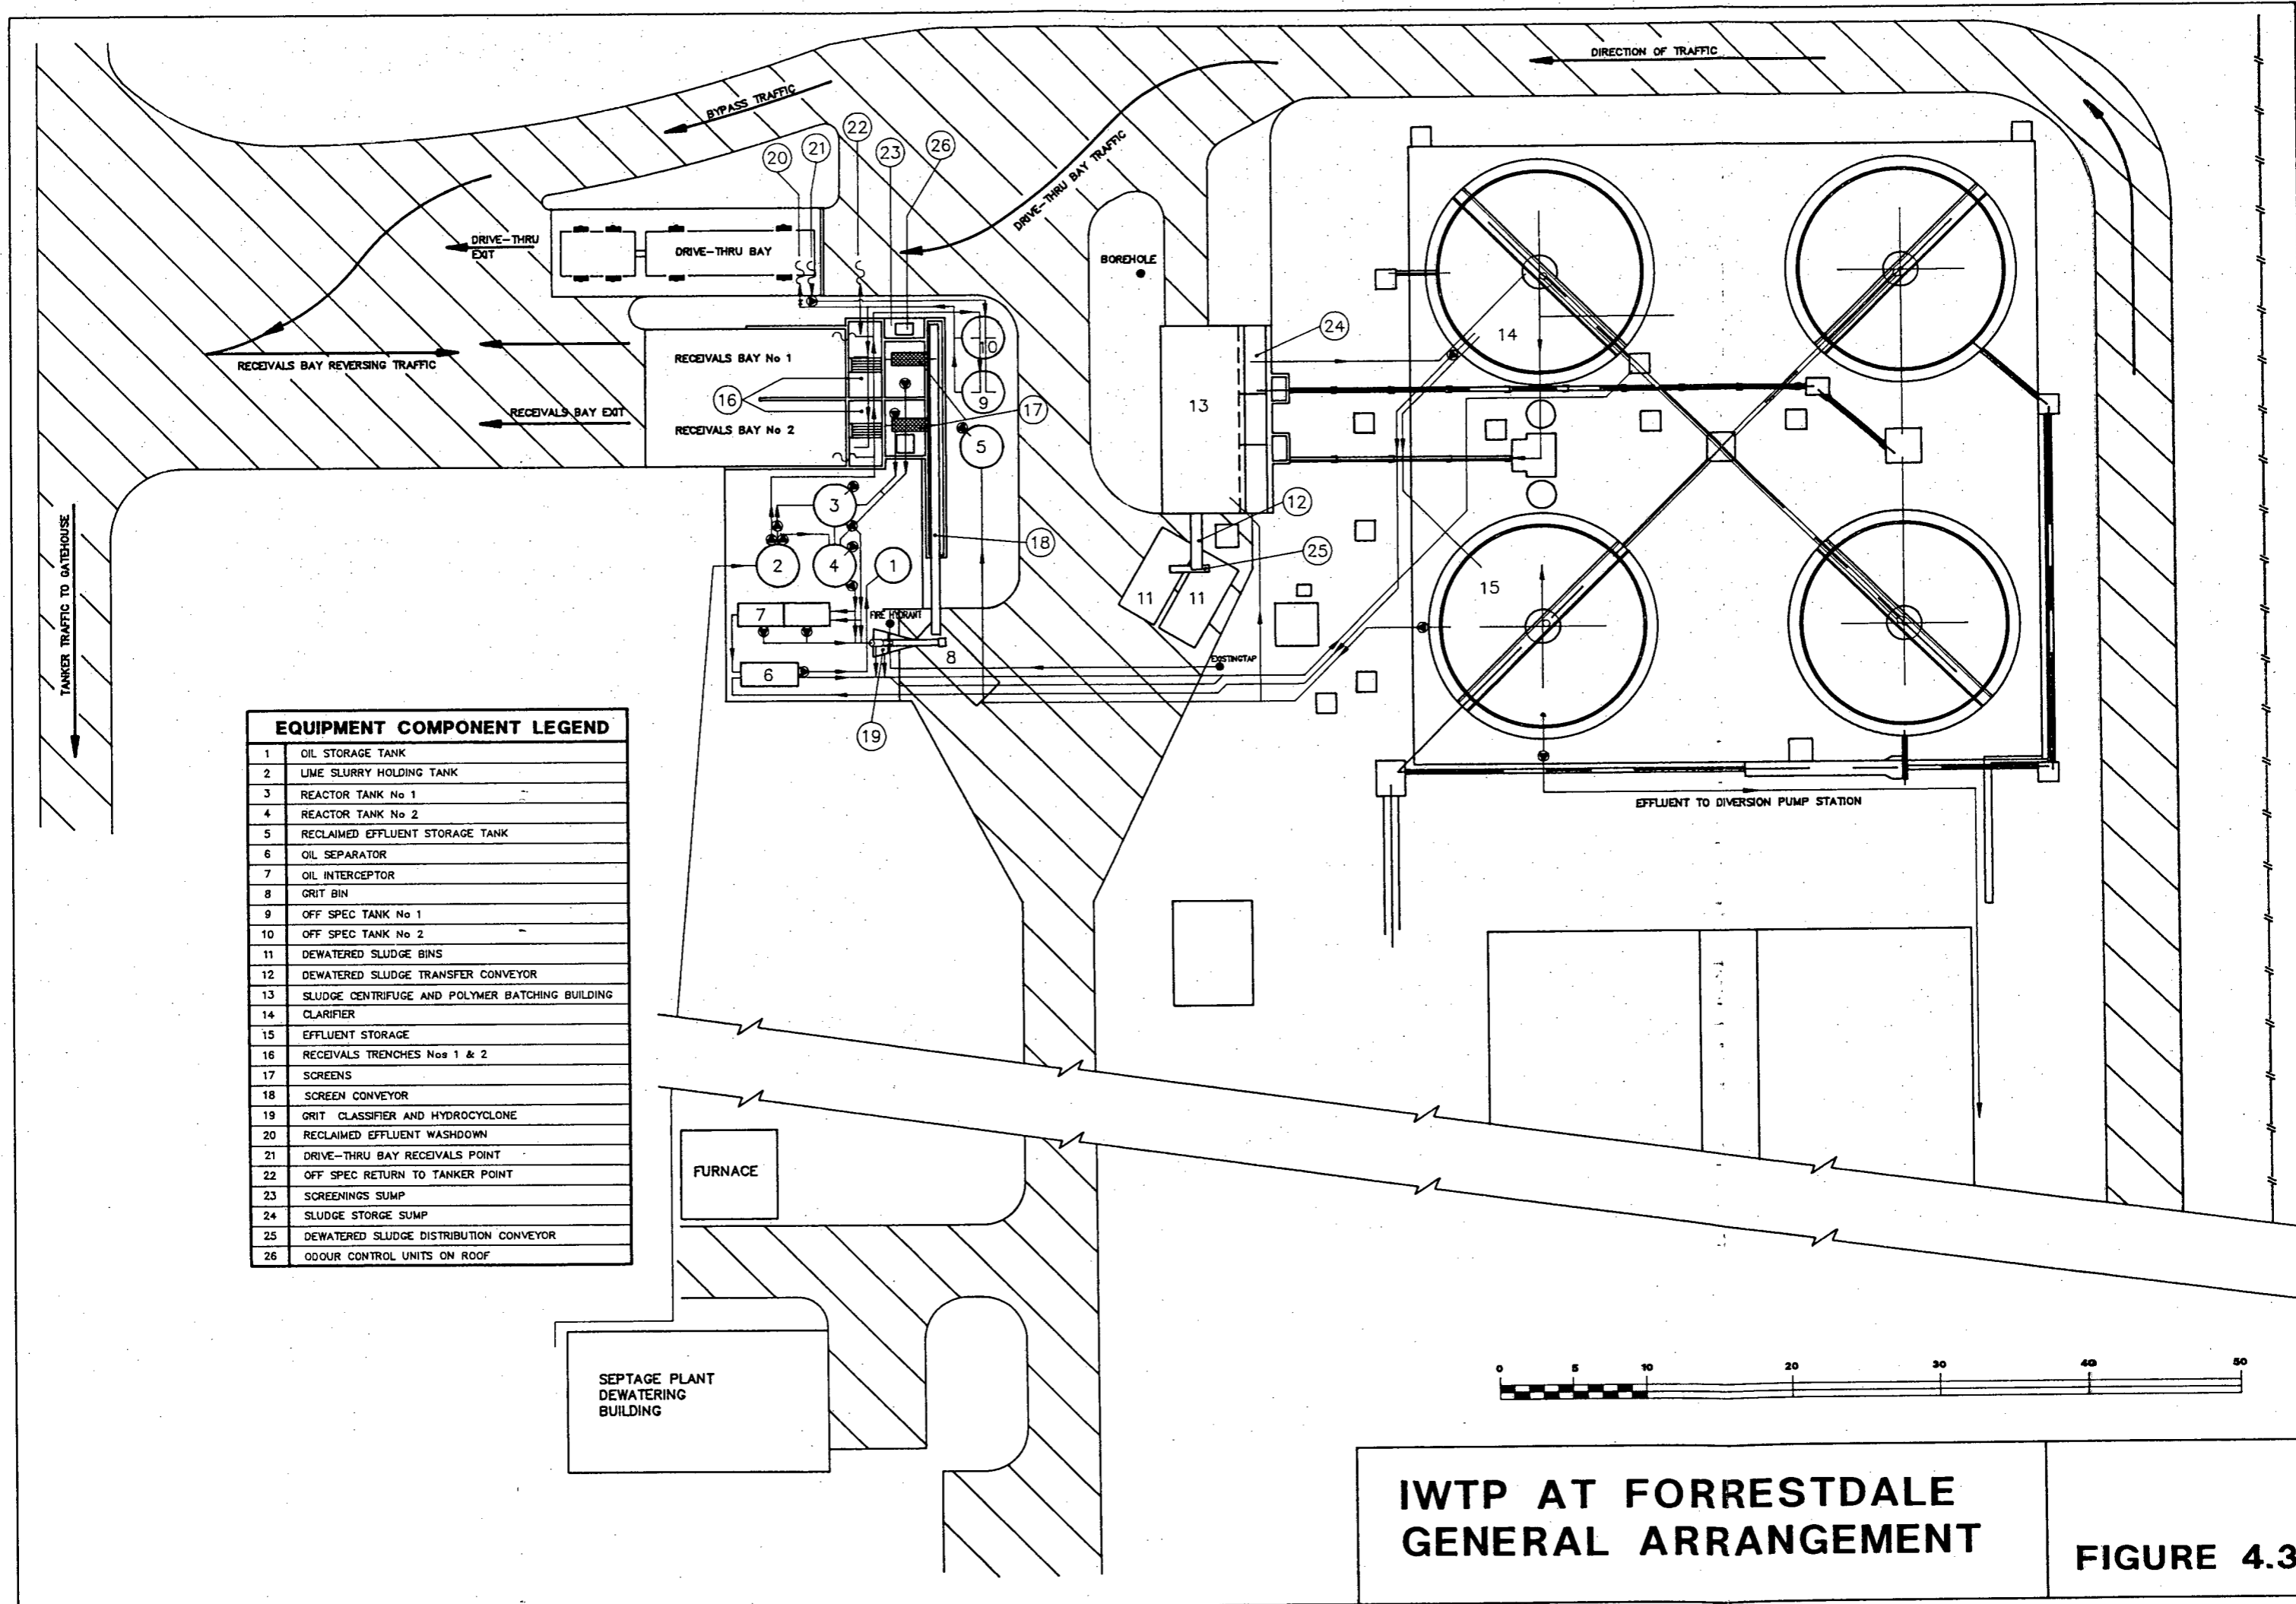 DIRECTION OF TRAFFIC
BYPASS TRAFFIC
DRIVE-THRU BAY TRAFFIC
20
21
22
23
26
DRIVE-THRU
EXIT
DRIVE-THRU BAY
BOREHOLE
RECEIVALS BAY REVERSING TRAFFIC
RECEIVALS BAY EXIT
RECEIVALS BAY No 1
RECEIVALS BAY No 2
16
10
9
17
5
24
13
14
3
12
18
25
2
4
1
11
11
15
7
FIRE HYDRANT
8
6
EXISTING TAP
19
TANKER TRAFFIC TO GATEHOUSE
EFFLUENT TO DIVERSION PUMP STATION
EQUIPMENT COMPONENT LEGEND
1 OIL STORAGE TANK
2 LIME SLURRY HOLDING TANK
3 REACTOR TANK No 1
4 REACTOR TANK No 2
5 RECLAIMED EFFLUENT STORAGE TANK
6 OIL SEPARATOR
7 OIL INTERCEPTOR
8 GRIT BIN
9 OFF SPEC TANK No 1
10 OFF SPEC TANK No 2
11 DEWATERED SLUDGE BINS
12 DEWATERED SLUDGE TRANSFER CONVEYOR
13 SLUDGE CENTRIFUGE AND POLYMER BATCHING BUILDING
14 CLARIFIER
15 EFFLUENT STORAGE
16 RECEIVALS TRENCHES Nos 1 & 2
17 SCREENS
18 SCREEN CONVEYOR
19 GRIT CLASSIFIER AND HYDROCYCLONE
20 RECLAIMED EFFLUENT WASHDOWN
21 DRIVE-THRU BAY RECEIVALS POINT
22 OFF SPEC RETURN TO TANKER POINT
23 SCREENINGS SUMP
24 SLUDGE STORGE SUMP
25 DEWATERED SLUDGE DISTRIBUTION CONVEYOR
26 ODOUR CONTROL UNITS ON ROOF
FURNACE
SEPTAGE PLANT
DEWATERING
BUILDING
0 5 10 20 30 40 50
IWTP AT FORRESTDALE
GENERAL ARRANGEMENT
FIGURE 4.3